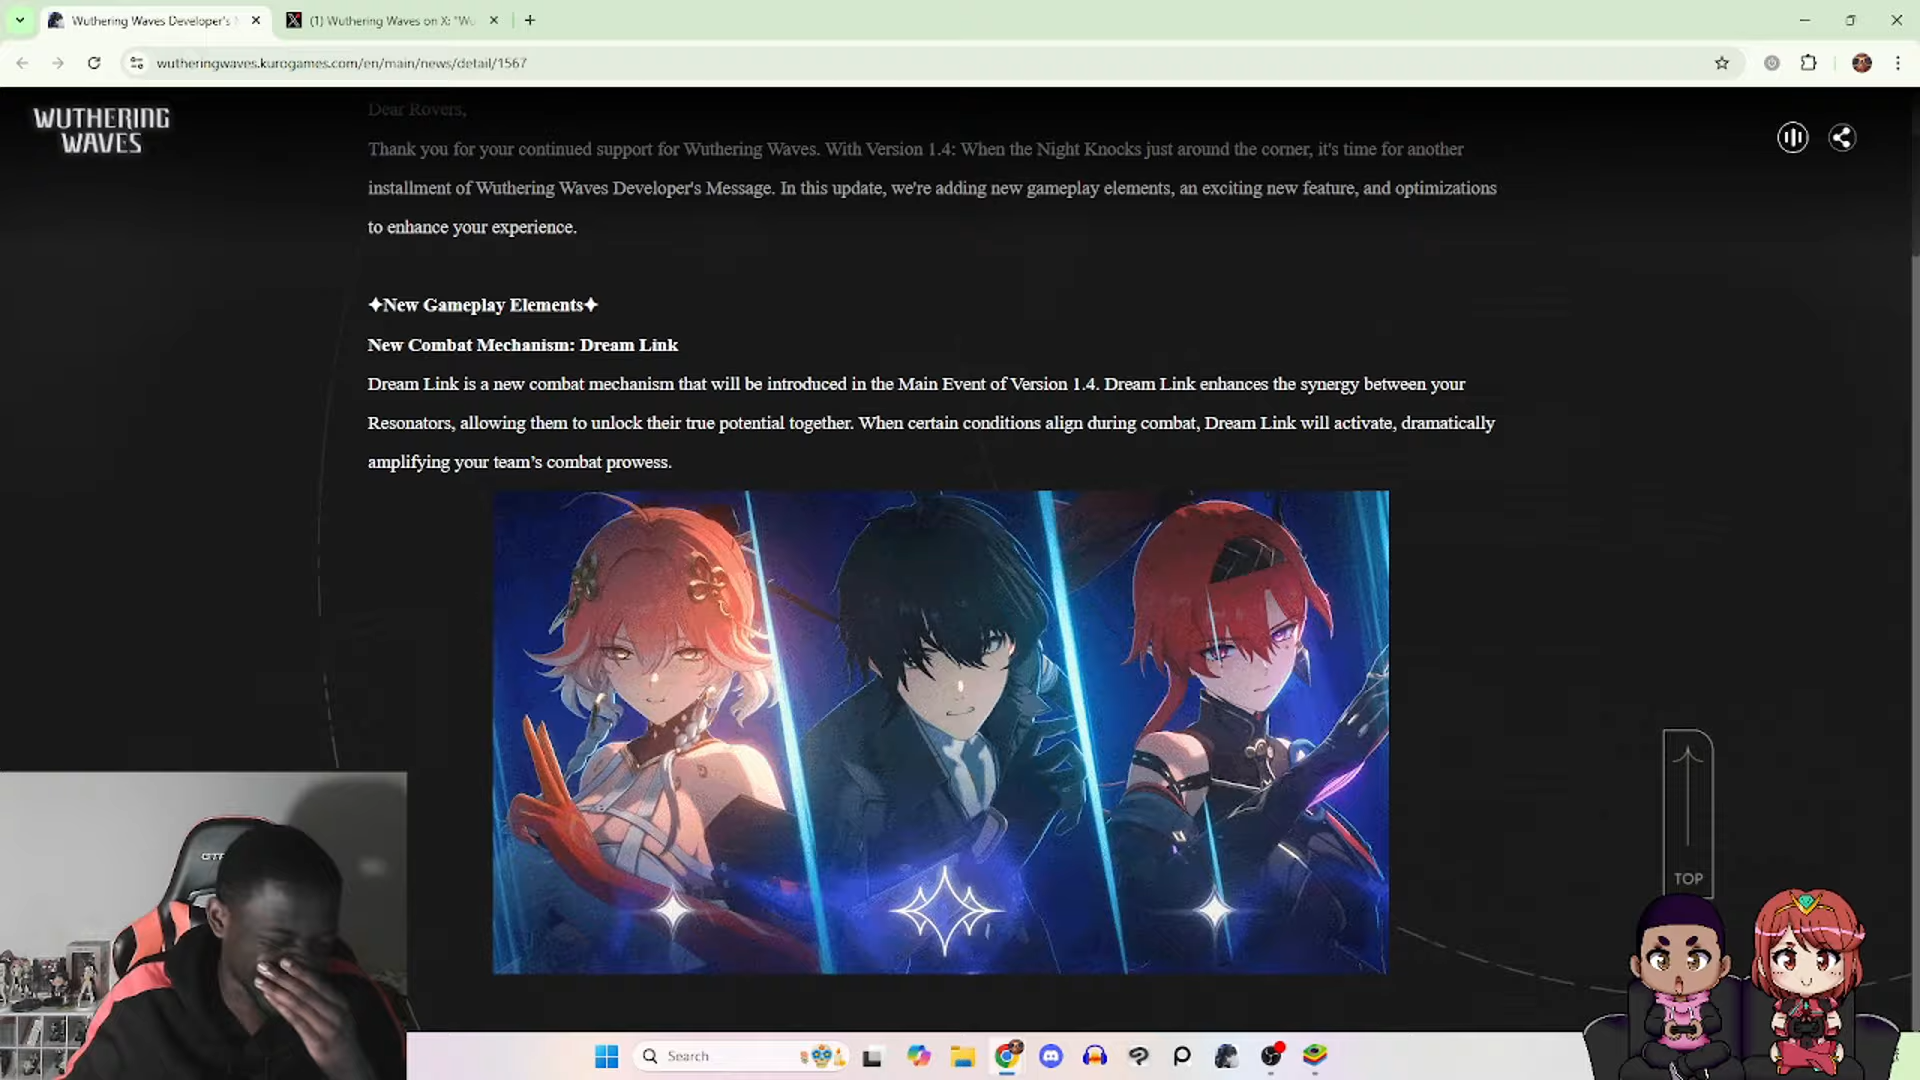 Wuthering Waves Developer's M
(1) Wuthering Waves on X: "Wu
wutheringwaves.kurogames.com/en/main/news/detail/1567
WUTHERING
WAVES
Dear Rovers,
Thank you for your continued support for Wuthering Waves. With Version 1.4: When the Night Knocks just around the corner, it's time for another
installment of Wuthering Waves Developer's Message. In this update, we're adding new gameplay elements, an exciting new feature, and optimizations
to enhance your experience.
✦New Gameplay Elements✦
New Combat Mechanism: Dream Link
Dream Link is a new combat mechanism that will be introduced in the Main Event of Version 1.4. Dream Link enhances the synergy between your
Resonators, allowing them to unlock their true potential together. When certain conditions align during combat, Dream Link will activate, dramatically
amplifying your team’s combat prowess.
TOP
Search